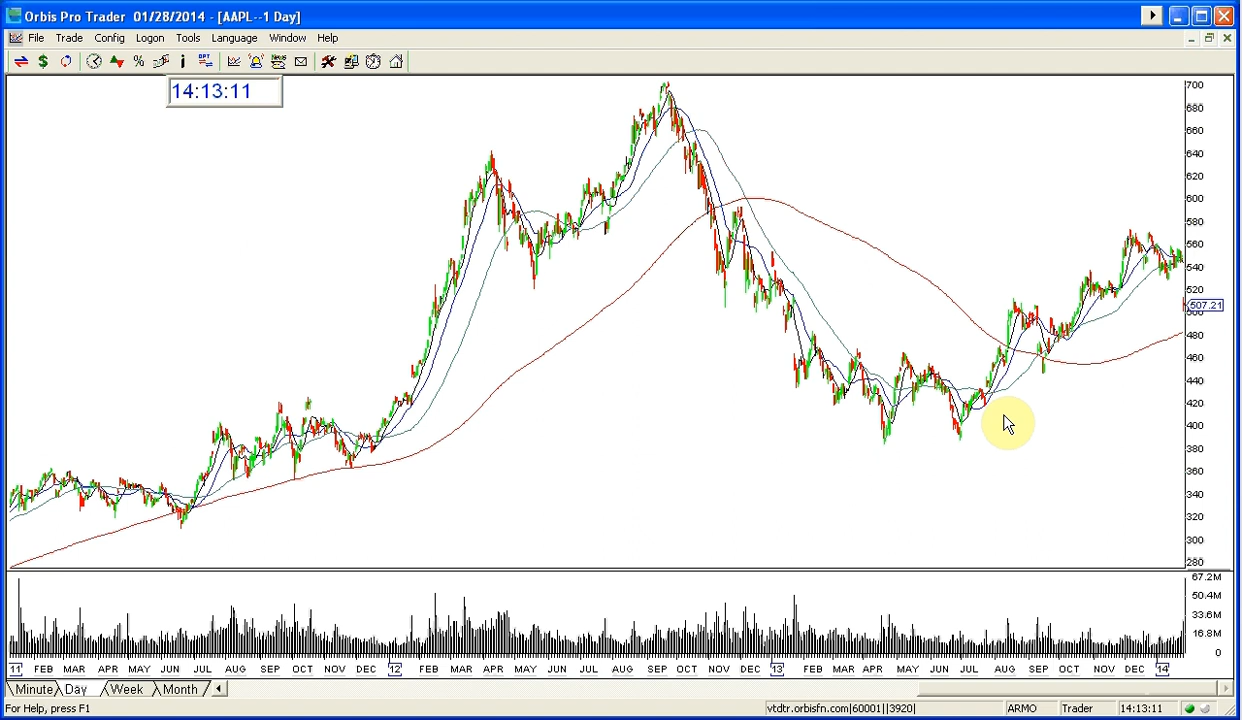 Orbis Pro Trader 01/28/2014 - [AAPL--1 Day]
File Trade Config Logon Tools Language Window Help
14:13:11
700
680
660
640
620
600
580
560
540
520
507.21
500
480
460
440
420
400
380
360
340
320
300
280
67.2M
50.4M
33.6M
16.8M
0
11 FEB MAR APR MAY JUN JUL AUG SEP OCT NOV DEC 12 FEB MAR APR MAY JUN JUL AUG SEP OCT NOV DEC 13 FEB MAR APR MAY JUN JUL AUG SEP OCT NOV DEC 14
Minute Day Week Month
For Help, press F1 vtdtr.orbisfn.com|60001||3920| ARMO Trader 14:13:11